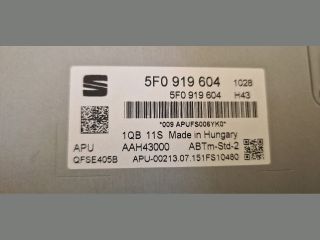 5F0 919 604 1028
5F0 919 604 H43
*009 APUFS006YK0*
1QB 11S Made in Hungary
APU AAH43000 ABTm-Std-2
QFSE405B APU-00213.07.151FS10480